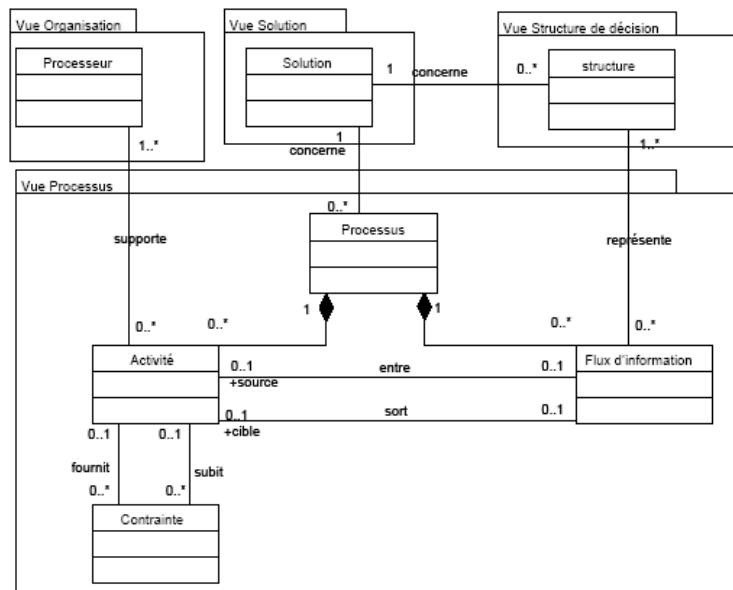 Vue Organisation
Vue Solution
Vue Structure de décision
Processeur
Solution
structure
1
concerne
0..*
1..*
1
concerne
1..*
Vue Processus
0..*
Processus
supporte
représente
1
1
0..*
0..*
0..*
0..*
Activité
Flux d'information
0..1
entre
0..1
+source
sort
0..1
0..1
+cible
0..1
0..1
fournit
subit
0..*
0..*
Contrainte